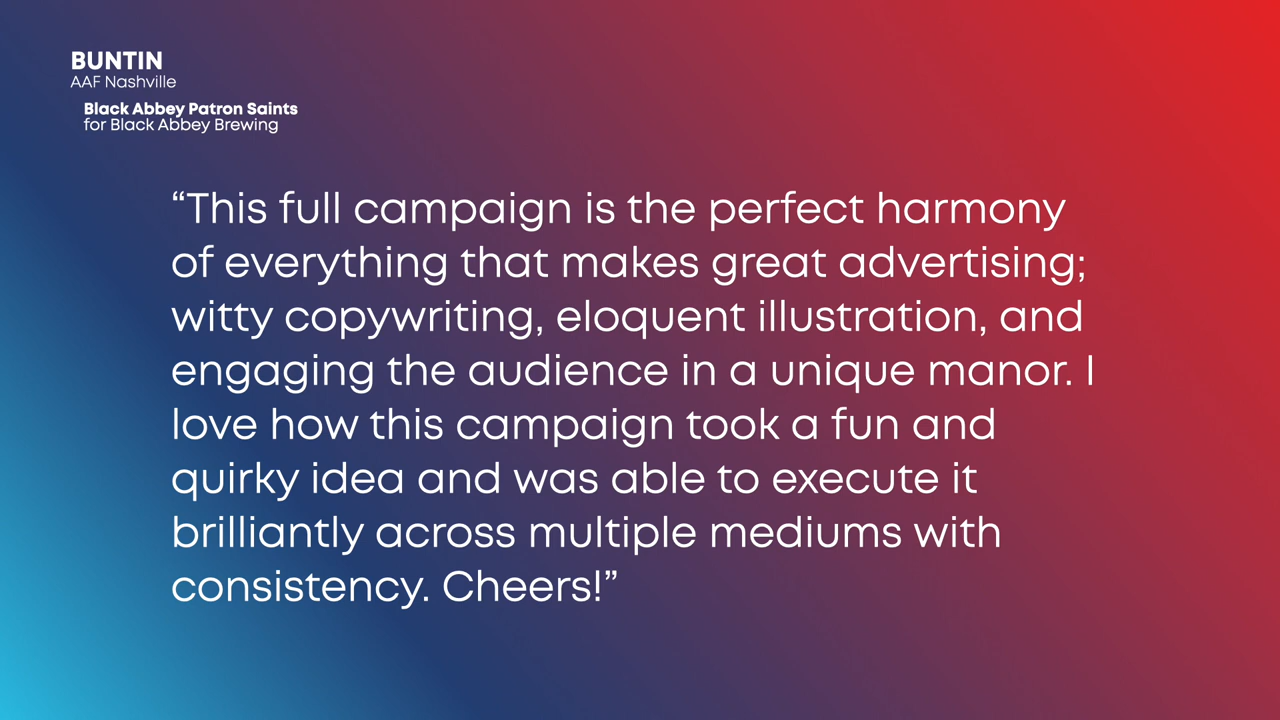 BUNTIN
AAF Nashville
Black Abbey Patron Saints
for Black Abbey Brewing
“This full campaign is the perfect harmony
of everything that makes great advertising;
witty copywriting, eloquent illustration, and
engaging the audience in a unique manor. I
love how this campaign took a fun and
quirky idea and was able to execute it
brilliantly across multiple mediums with
consistency. Cheers!”